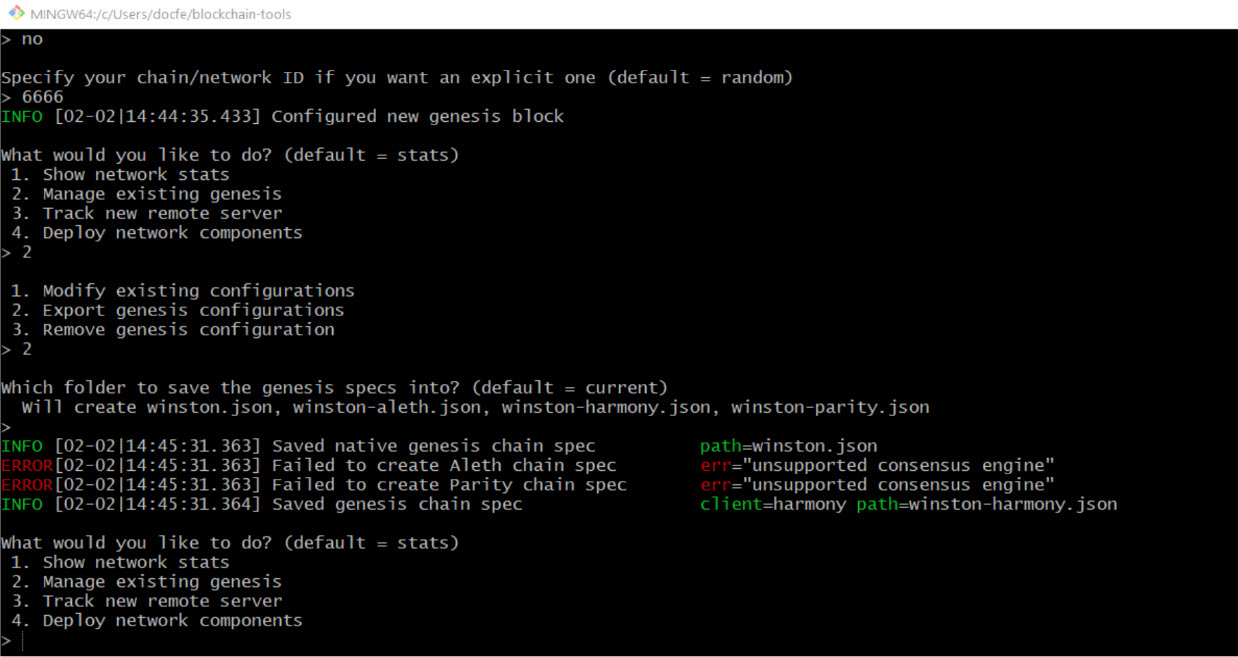 MINGW64:/c/Users/docfe/blockchain-tools
> no
Specify your chain/network ID if you want an explicit one (default = random)
> 6666
INFO [02-02|14:44:35.433] Configured new genesis block
What would you like to do? (default = stats)
1. Show network stats
2. Manage existing genesis
3. Track new remote server
4. Deploy network components
> 2
1. Modify existing configurations
2. Export genesis configurations
3. Remove genesis configuration
> 2
Which folder to save the genesis specs into? (default = current)
Will create winston.json, winston-aleth.json, winston-harmony.json, winston-parity.json
>
INFO [02-02|14:45:31.363] Saved native genesis chain spec path=winston.json
ERROR[02-02|14:45:31.363] Failed to create Aleth chain spec err="unsupported consensus engine"
ERROR[02-02|14:45:31.363] Failed to create Parity chain spec err="unsupported consensus engine"
INFO [02-02|14:45:31.364] Saved genesis chain spec client=harmony path=winston-harmony.json
What would you like to do? (default = stats)
1. Show network stats
2. Manage existing genesis
3. Track new remote server
4. Deploy network components
>